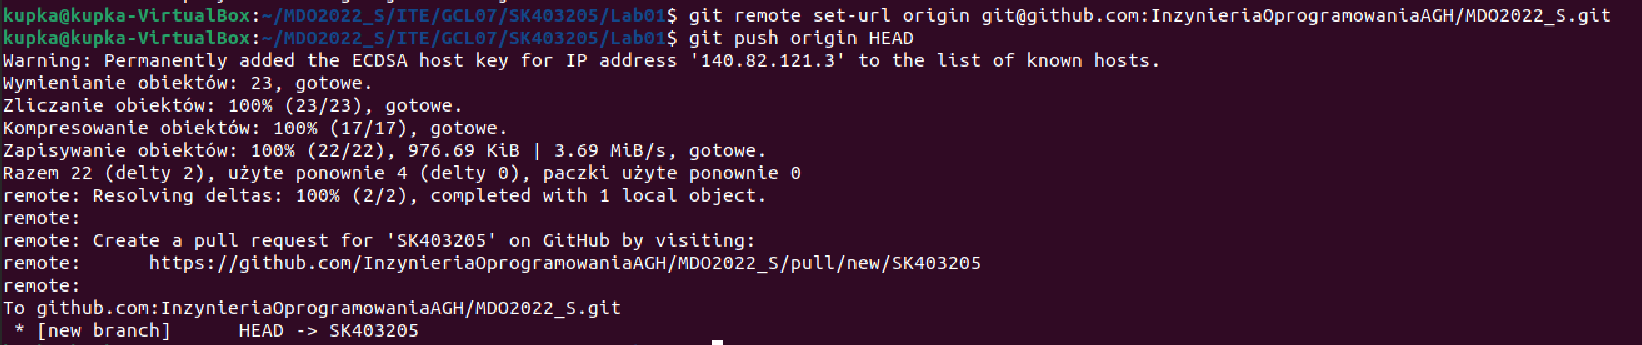 kupka@kupka-VirtualBox:~/MDO2022_S/ITE/GCL07/SK403205/Lab01$ git remote set-url origin git@github.com:InzynieriaOprogramowaniaAGH/MDO2022_S.git
kupka@kupka-VirtualBox:~/MDO2022_S/ITE/GCL07/SK403205/Lab01$ git push origin HEAD
Warning: Permanently added the ECDSA host key for IP address '140.82.121.3' to the list of known hosts.
Wymienianie obiektów: 23, gotowe.
Zliczanie obiektów: 100% (23/23), gotowe.
Kompresowanie obiektów: 100% (17/17), gotowe.
Zapisywanie obiektów: 100% (22/22), 976.69 KiB | 3.69 MiB/s, gotowe.
Razem 22 (delty 2), użyte ponownie 4 (delty 0), paczki użyte ponownie 0
remote: Resolving deltas: 100% (2/2), completed with 1 local object.
remote:
remote: Create a pull request for 'SK403205' on GitHub by visiting:
remote:      https://github.com/InzynieriaOprogramowaniaAGH/MDO2022_S/pull/new/SK403205
remote:
To github.com:InzynieriaOprogramowaniaAGH/MDO2022_S.git
 * [new branch]      HEAD -> SK403205